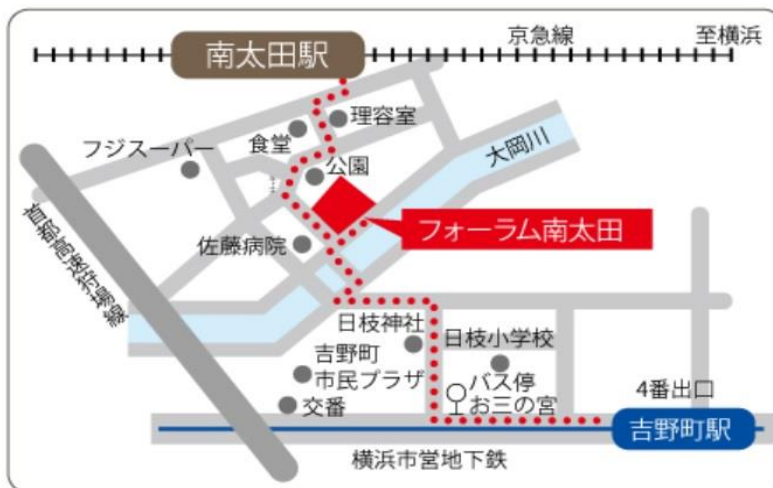 南太田駅
京急線
至横浜
理容室
食堂
フジスーパー
公園
大岡川
フォーラム南太田
佐藤病院
首都高速狩場線
日枝神社
日枝小学校
吉野町
市民プラザ
バス停
お三の宮
交番
4番出口
吉野町駅
横浜市営地下鉄